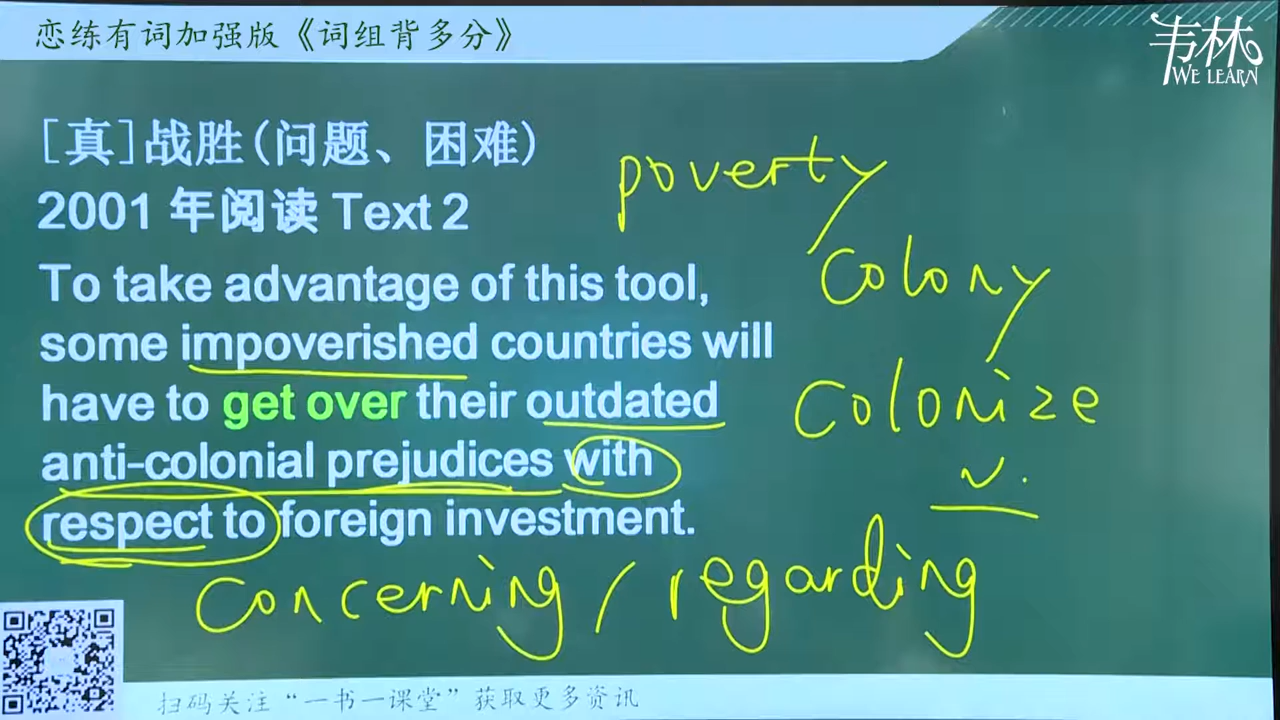 恋练有词加强版《词组背多分》
韦林
WE LEARN
[真]战胜(问题、困难)
2001 年阅读 Text 2
To take advantage of this tool,
some impoverished countries will
have to get over their outdated
anti-colonial prejudices with
respect to foreign investment.
poverty
colony
colonize
v.
concerning / regarding
扫码关注“一书一课堂”获取更多资讯